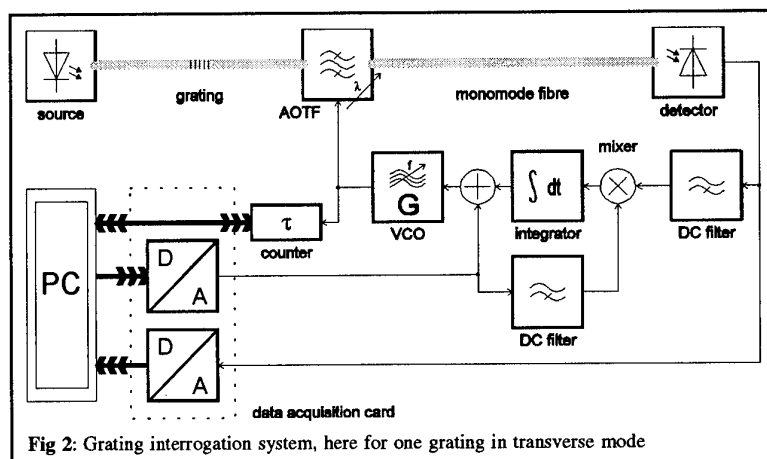 λ
source
grating
AOTF
monomode fibre
detector
mixer
f
G
∫ dt
VCO
integrator
DC filter
PC
τ
counter
D
A
DC filter
D
A
data acquisition card
Fig 2: Grating interrogation system, here for one grating in transverse mode